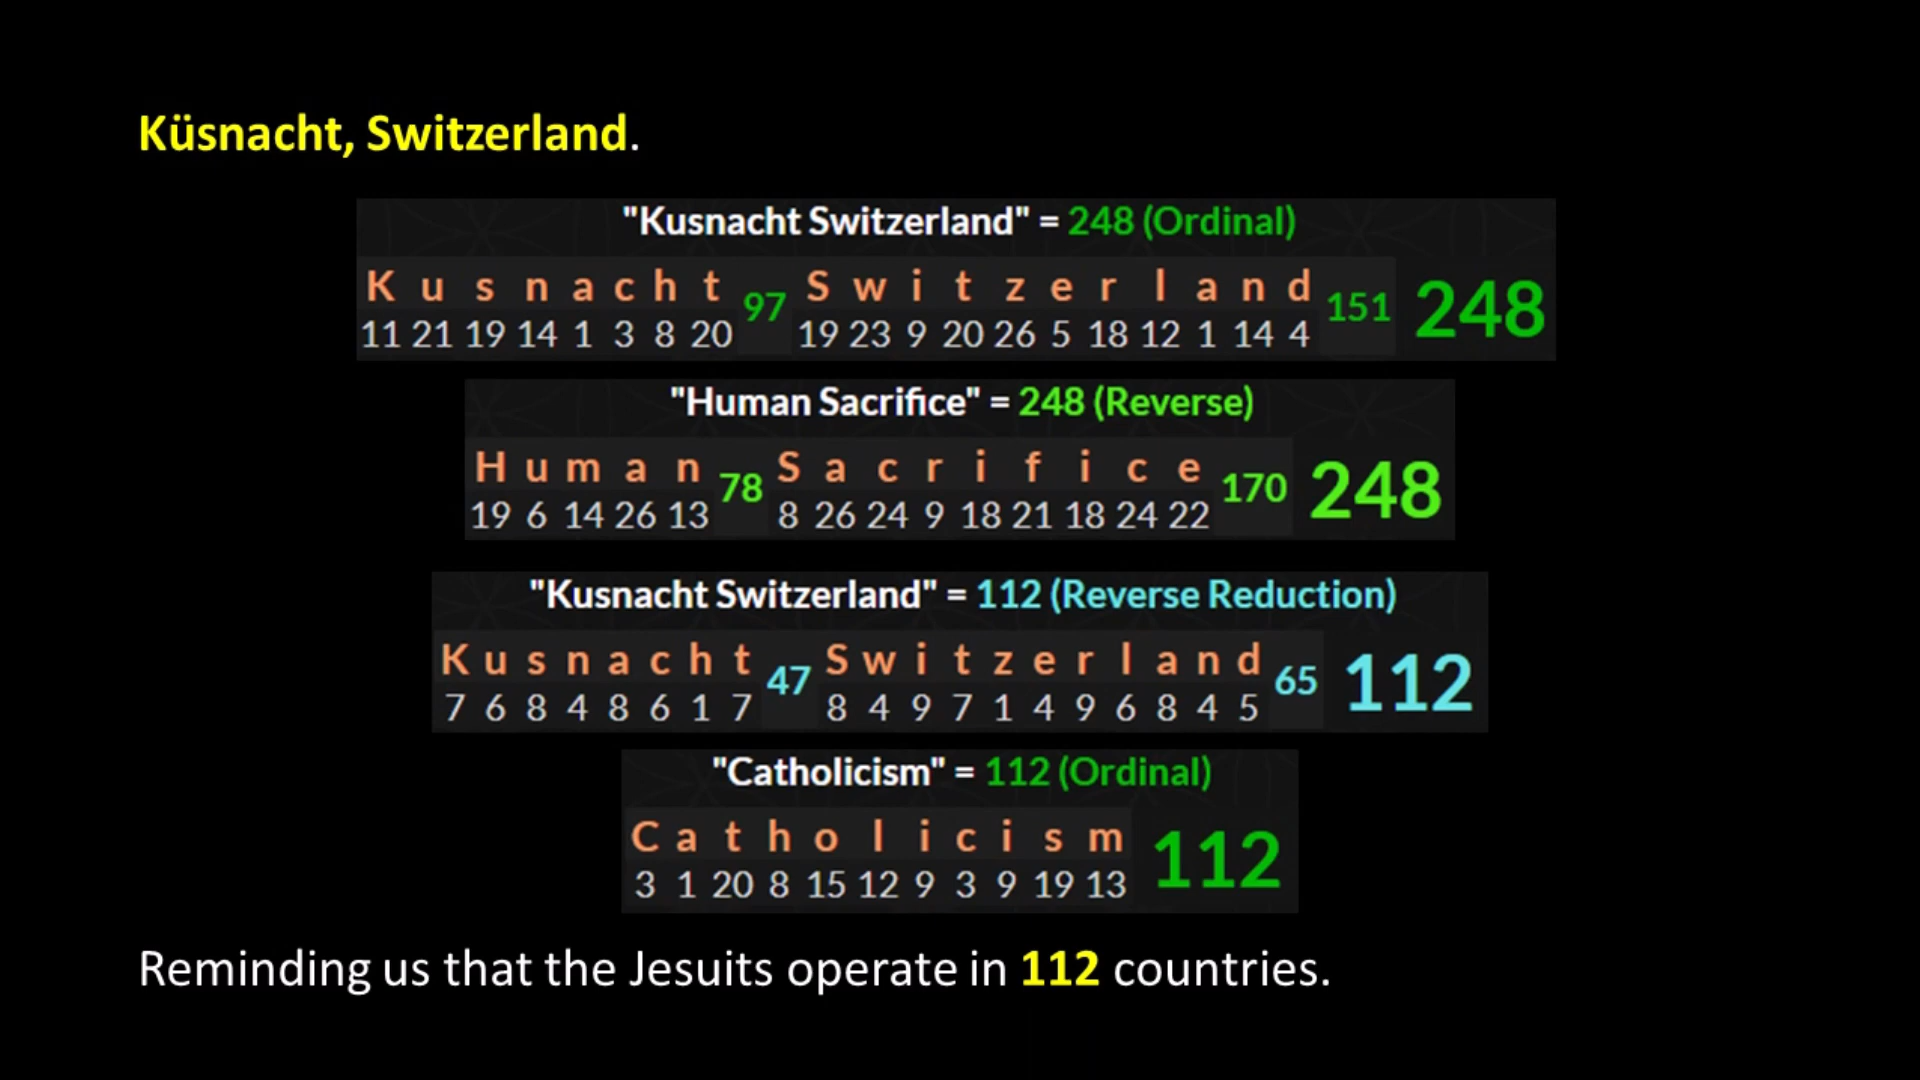 Küsnacht, Switzerland.
"Kusnacht Switzerland" = 248 (Ordinal)
K u s n a c h t 97 S w i t z e r l a n d 151 248
11 21 19 14 1 3 8 20 19 23 9 20 26 5 18 12 1 14 4
"Human Sacrifice" = 248 (Reverse)
H u m a n 78 S a c r i f i c e 170 248
19 6 14 26 13 8 26 24 9 18 21 18 24 22
"Kusnacht Switzerland" = 112 (Reverse Reduction)
K u s n a c h t 47 S w i t z e r l a n d 65 112
7 6 8 4 8 6 1 7 8 4 9 7 1 4 9 6 8 4 5
"Catholicism" = 112 (Ordinal)
C a t h o l i c i s m 112
3 1 20 8 15 12 9 3 9 19 13
Reminding us that the Jesuits operate in 112 countries.